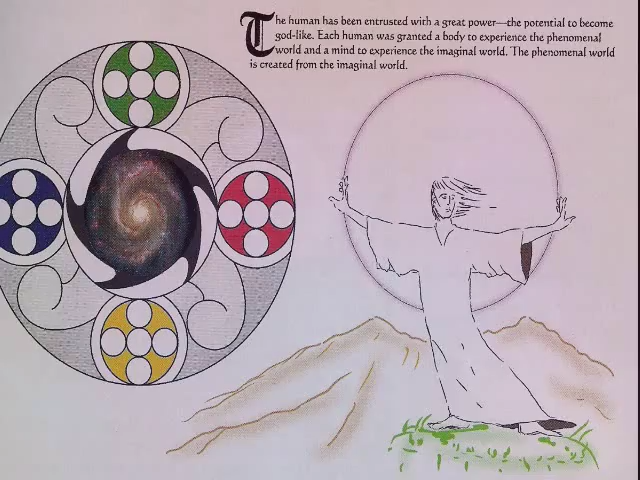 The human has been entrusted with a great power—the potential to become
god-like. Each human was granted a body to experience the phenomenal
world and a mind to experience the imaginal world. The phenomenal world
is created from the imaginal world.